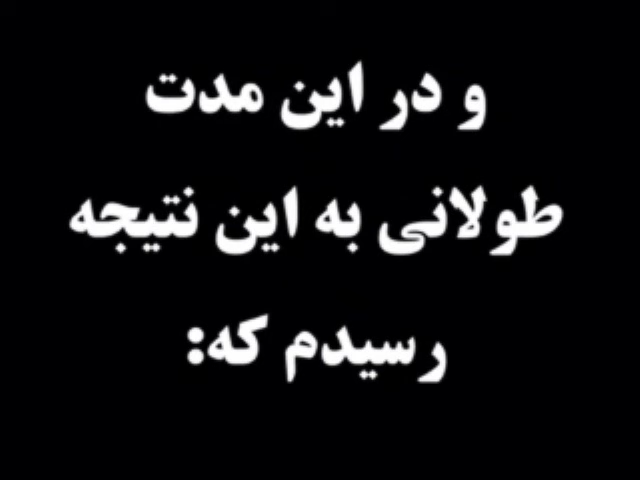 و در این مدت
طولانی به این نتیجه
رسیدم که: